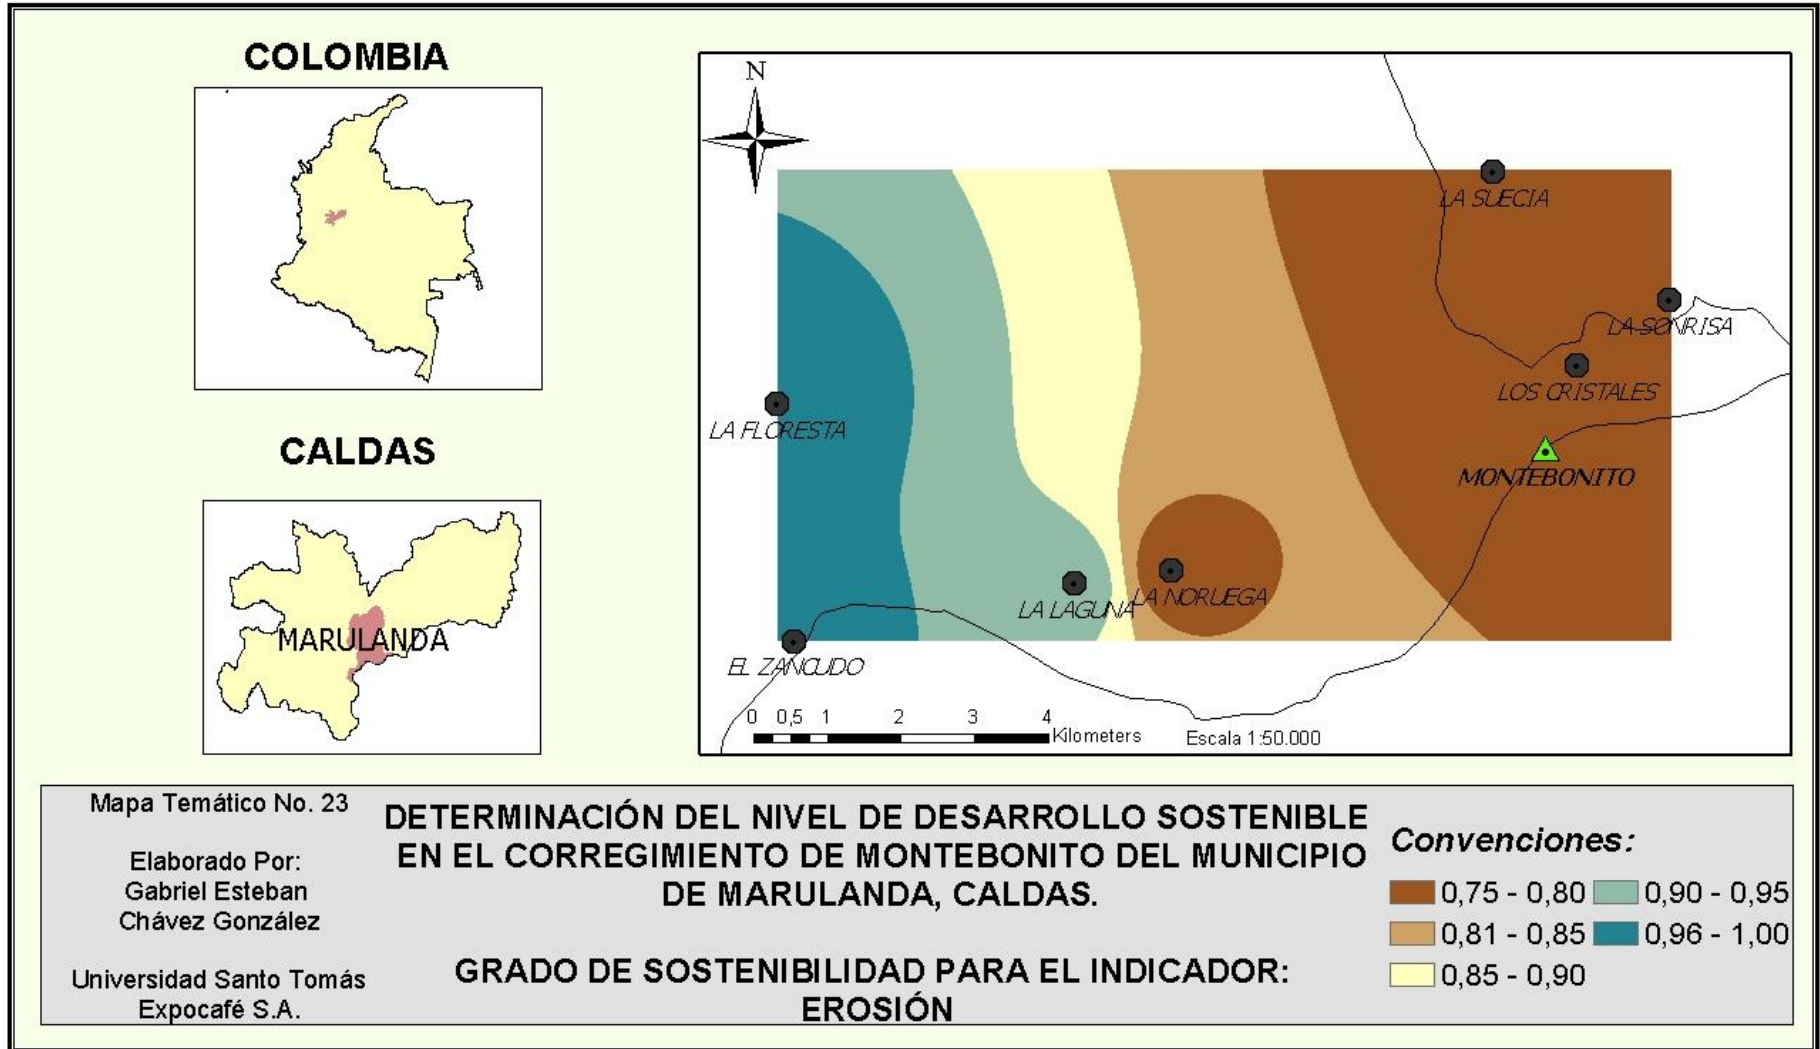 COLOMBIA
CALDAS
MARULANDA
N
LA SUECIA
LA SONRISA
LOS CRISTALES
LA FLORESTA
MONTEBONITO
LA LAGUNA
LA NORUEGA
EL ZANCUDO
0 0,5 1 2 3 4
Kilometers
Escala 1:50.000
Mapa Temático No. 23
Elaborado Por:
Gabriel Esteban
Chávez González
Universidad Santo Tomás
Expocafé S.A.
DETERMINACIÓN DEL NIVEL DE DESARROLLO SOSTENIBLE
EN EL CORREGIMIENTO DE MONTEBONITO DEL MUNICIPIO
DE MARULANDA, CALDAS.
GRADO DE SOSTENIBILIDAD PARA EL INDICADOR:
EROSIÓN
Convenciones:
0,75 - 0,80
0,81 - 0,85
0,85 - 0,90
0,90 - 0,95
0,96 - 1,00